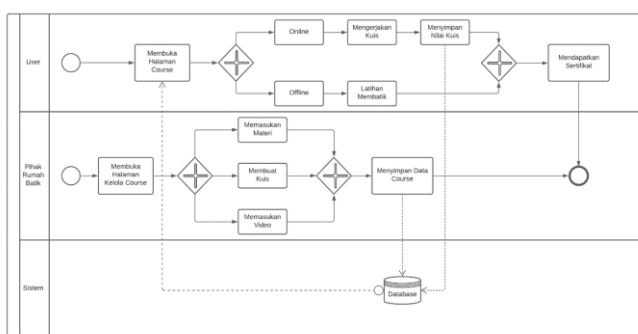 User
Membuka
Halaman
Course
Online
Mengerjakan
Kuis
Menyimpan
Nilai Kuis
Offline
Latihan
Membatik
Mendapatkan
Sertifikat
Pihak
Rumah
Batik
Membuka
Halaman
Kelola Course
Memasukan
Materi
Membuat
Kuis
Memasukan
Video
Menyimpan Data
Course
Sistem
Database